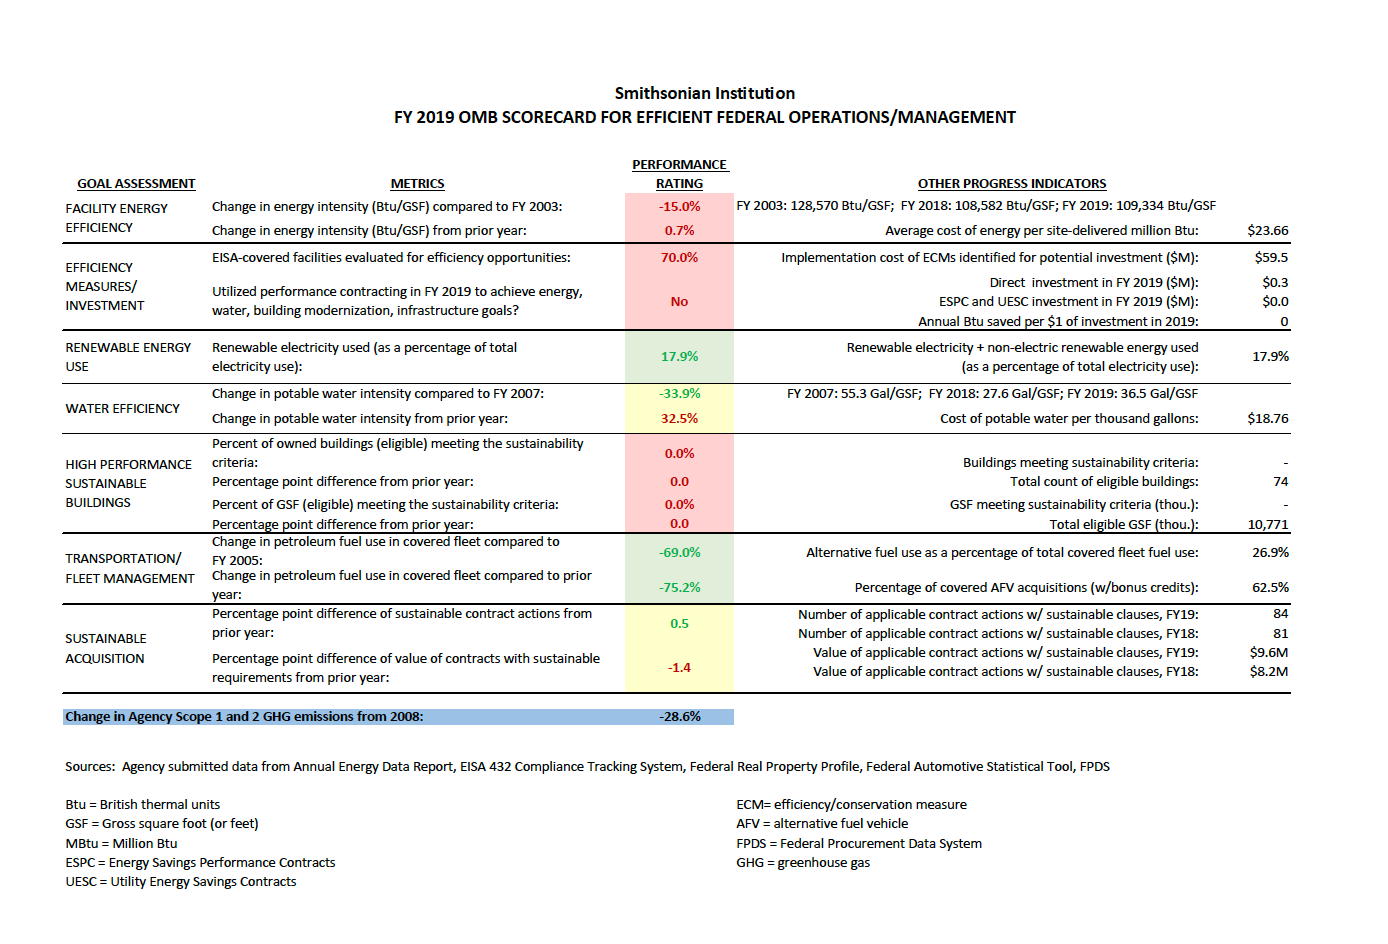 Smithsonian Institution
FY 2019 OMB SCORECARD FOR EFFICIENT FEDERAL OPERATIONS/MANAGEMENT
GOAL ASSESSMENT
METRICS
PERFORMANCE
RATING
OTHER PROGRESS INDICATORS
FACILITY ENERGY
EFFICIENCY
Change in energy intensity (Btu/GSF) compared to FY 2003:
-15.0%
FY 2003: 128,570 Btu/GSF;  FY 2018: 108,582 Btu/GSF; FY 2019: 109,334 Btu/GSF
Change in energy intensity (Btu/GSF) from prior year:
0.7%
Average cost of energy per site-delivered million Btu:
$23.66
EFFICIENCY
MEASURES/
INVESTMENT
EISA-covered facilities evaluated for efficiency opportunities:
70.0%
Implementation cost of ECMs identified for potential investment ($M):
$59.5
Utilized performance contracting in FY 2019 to achieve energy,
water, building modernization, infrastructure goals?
No
Direct  investment in FY 2019 ($M):
$0.3
ESPC and UESC investment in FY 2019 ($M):
$0.0
Annual Btu saved per $1 of investment in 2019:
0
RENEWABLE ENERGY
USE
Renewable electricity used (as a percentage of total
electricity use):
17.9%
Renewable electricity + non-electric renewable energy used
(as a percentage of total electricity use):
17.9%
WATER EFFICIENCY
Change in potable water intensity compared to FY 2007:
-33.9%
FY 2007: 55.3 Gal/GSF;  FY 2018: 27.6 Gal/GSF; FY 2019: 36.5 Gal/GSF
Change in potable water intensity from prior year:
32.5%
Cost of potable water per thousand gallons:
$18.76
HIGH PERFORMANCE
SUSTAINABLE
BUILDINGS
Percent of owned buildings (eligible) meeting the sustainability
criteria:
0.0%
Buildings meeting sustainability criteria:
-
Percentage point difference from prior year:
0.0
Total count of eligible buildings:
74
Percent of GSF (eligible) meeting the sustainability criteria:
0.0%
GSF meeting sustainability criteria (thou.):
-
Percentage point difference from prior year:
0.0
Total eligible GSF (thou.):
10,771
TRANSPORTATION/
FLEET MANAGEMENT
Change in petroleum fuel use in covered fleet compared to
FY 2005:
-69.0%
Alternative fuel use as a percentage of total covered fleet fuel use:
26.9%
Change in petroleum fuel use in covered fleet compared to prior
year:
-75.2%
Percentage of covered AFV acquisitions (w/bonus credits):
62.5%
SUSTAINABLE
ACQUISITION
Percentage point difference of sustainable contract actions from
prior year:
0.5
Number of applicable contract actions w/ sustainable clauses, FY19:
84
Number of applicable contract actions w/ sustainable clauses, FY18:
81
Percentage point difference of value of contracts with sustainable
requirements from prior year:
-1.4
Value of applicable contract actions w/ sustainable clauses, FY19:
$9.6M
Value of applicable contract actions w/ sustainable clauses, FY18:
$8.2M
Change in Agency Scope 1 and 2 GHG emissions from 2008:
-28.6%
Sources:  Agency submitted data from Annual Energy Data Report, EISA 432 Compliance Tracking System, Federal Real Property Profile, Federal Automotive Statistical Tool, FPDS
Btu = British thermal units
GSF = Gross square foot (or feet)
MBtu = Million Btu
ESPC = Energy Savings Performance Contracts
UESC = Utility Energy Savings Contracts
ECM= efficiency/conservation measure
AFV = alternative fuel vehicle
FPDS = Federal Procurement Data System
GHG = greenhouse gas